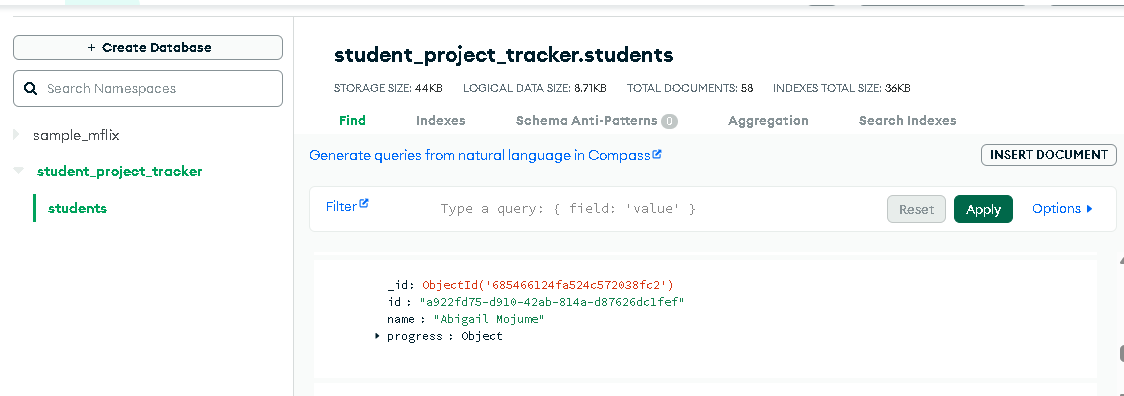 + Create Database
Search Namespaces
sample_mflix
student_project_tracker
students
student_project_tracker.students
STORAGE SIZE: 44KB LOGICAL DATA SIZE: 8.71KB TOTAL DOCUMENTS: 58 INDEXES TOTAL SIZE: 36KB
Find Indexes Schema Anti-Patterns 0 Aggregation Search Indexes
Generate queries from natural language in Compass
INSERT DOCUMENT
Filter Type a query: { field: 'value' } Reset Apply Options
_id: ObjectId('685466124fa524c572038fc2')
id : "a922fd75-d910-42ab-814a-d87626dc1fef"
name : "Abigail Mojume"
progress : Object